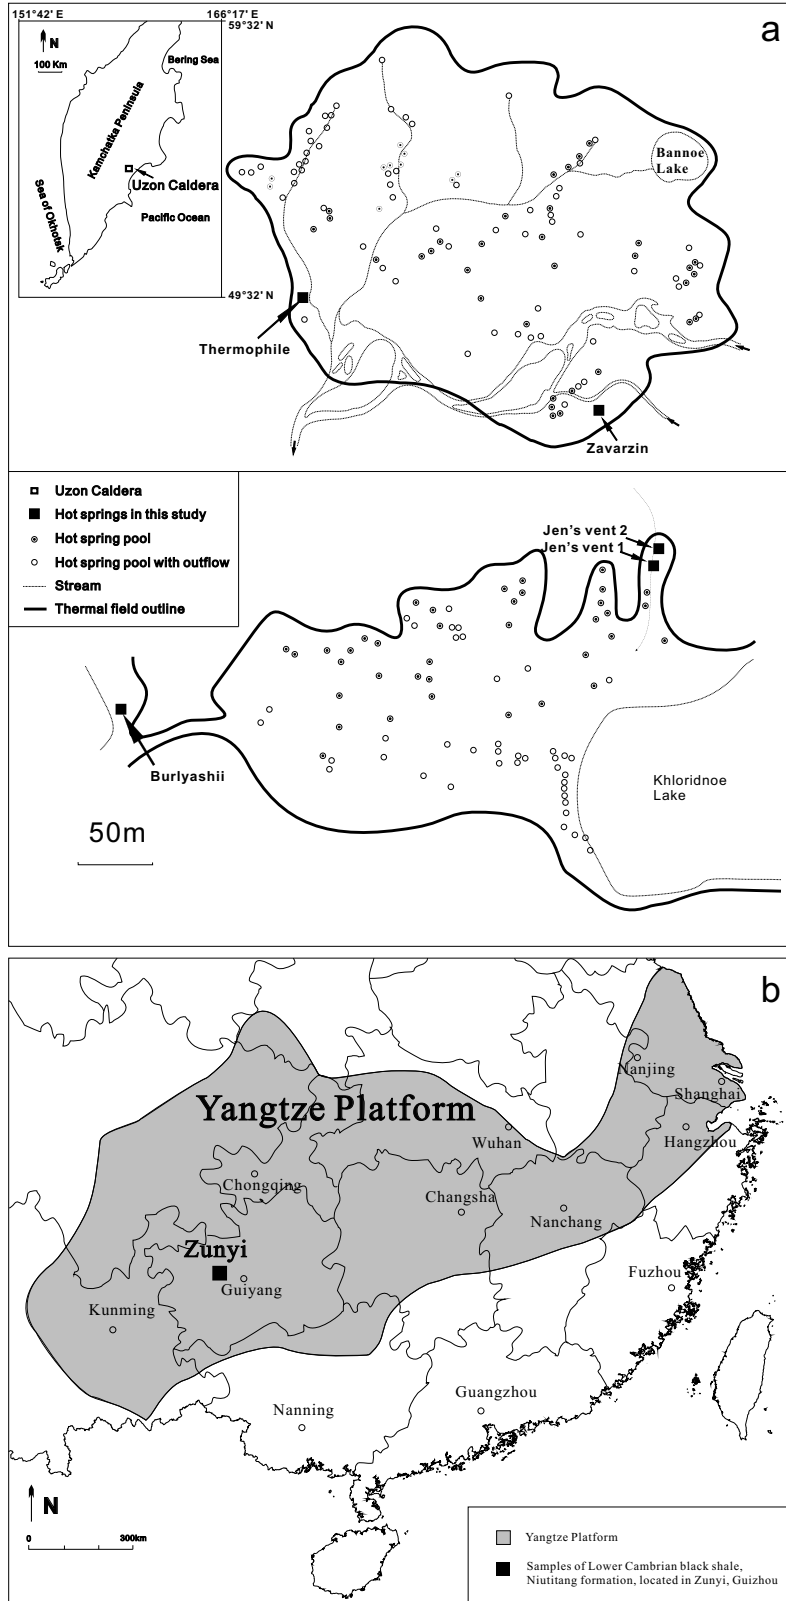 151°42' E
166°17' E
59°32' N
a
N
100 Km
Bering Sea
Kamchatka Peninsula
Uzon Caldera
Sea of Okhotsk
Pacific Ocean
49°32' N
Bannoe
Lake
Thermophile
Zavarzin
Uzon Caldera
Hot springs in this study
Hot spring pool
Hot spring pool with outflow
Stream
Thermal field outline
Jen's vent 2
Jen's vent 1
Burlyashii
Khloridnoe
Lake
50m
b
Nanjing
Shanghai
Yangtze Platform
Wuhan
Hangzhou
Chongqing
Changsha
Nanchang
Zunyi
Guiyang
Fuzhou
Kunming
Guangzhou
Nanning
N
0
300km
Yangtze Platform
Samples of Lower Cambrian black shale,
Niutitang formation, located in Zunyi, Guizhou